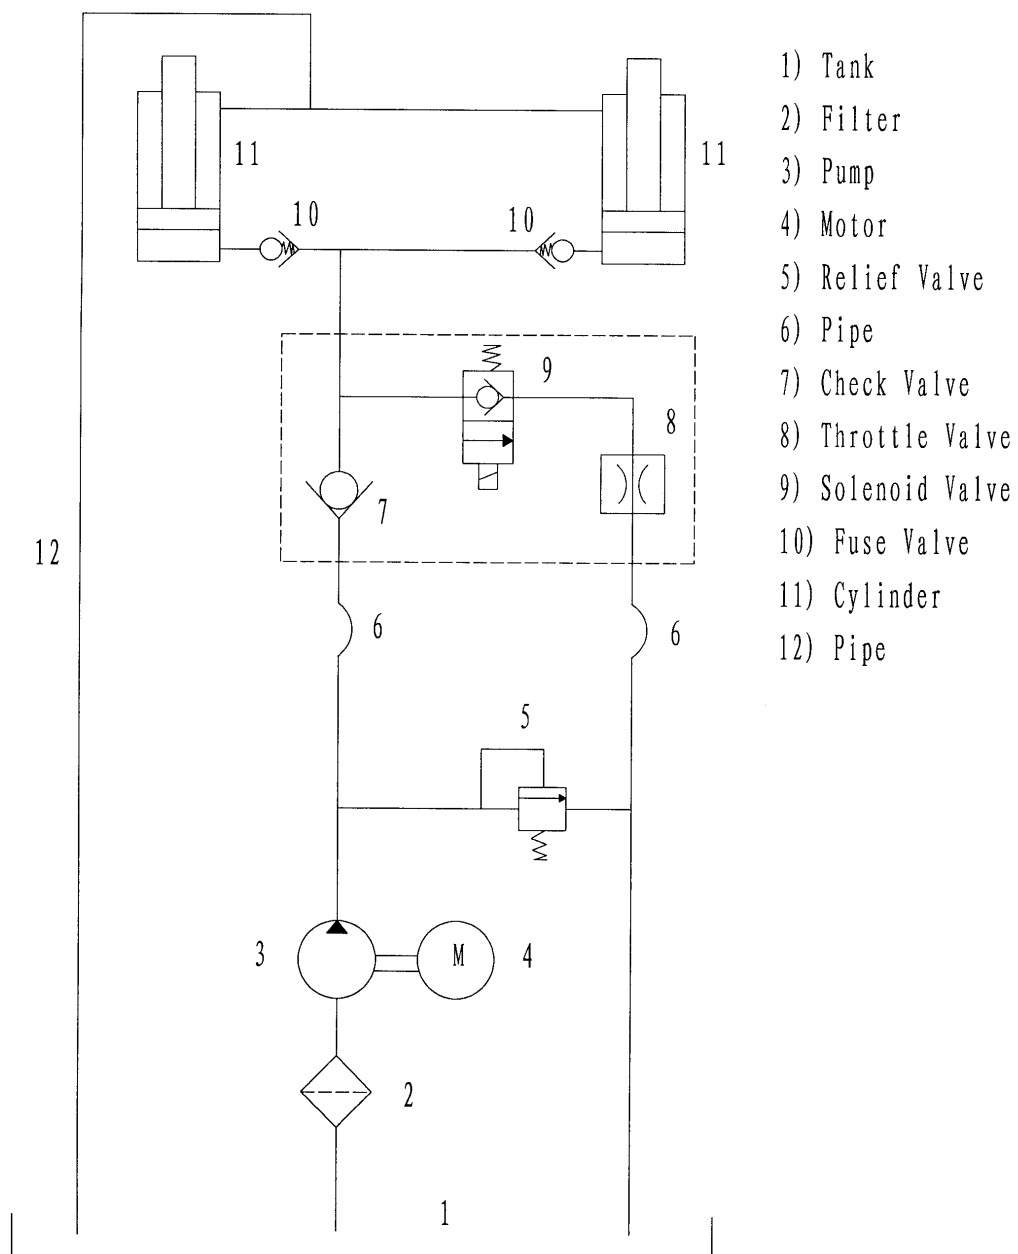 1) Tank
2) Filter
3) Pump
4) Motor
5) Relief Valve
6) Pipe
7) Check Valve
8) Throttle Valve
9) Solenoid Valve
10) Fuse Valve
11) Cylinder
12) Pipe
11
11
10
10
9
8
7
12
6
6
5
3
M
4
2
1